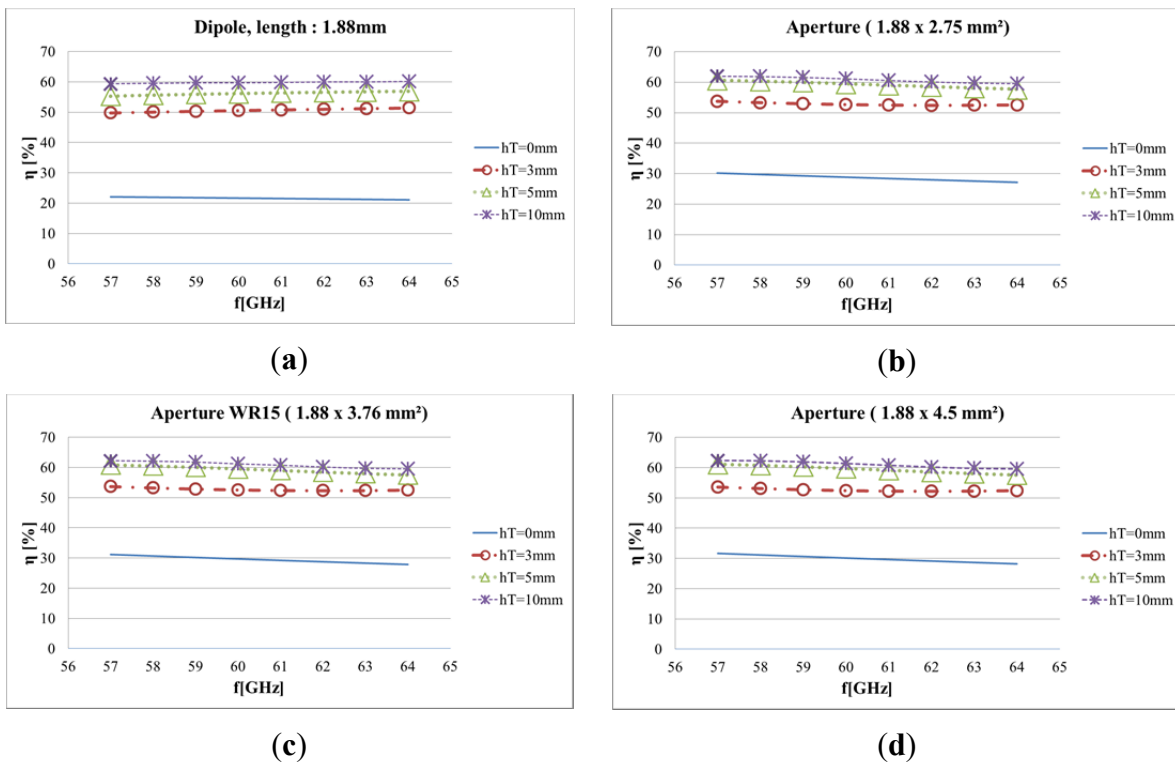 Dipole, length : 1.88mm
70
60
50
40
30
20
10
0
η [%]
56 57 58 59 60 61 62 63 64 65
f[GHz]
hT=0mm
hT=3mm
hT=5mm
hT=10mm
(a)
Aperture ( 1.88 x 2.75 mm²)
70
60
50
40
30
20
10
0
η [%]
56 57 58 59 60 61 62 63 64 65
f[GHz]
hT=0mm
hT=3mm
hT=5mm
hT=10mm
(b)
Aperture WR15 ( 1.88 x 3.76 mm²)
70
60
50
40
30
20
10
0
η [%]
56 57 58 59 60 61 62 63 64 65
f[GHz]
hT=0mm
hT=3mm
hT=5mm
hT=10mm
(c)
Aperture ( 1.88 x 4.5 mm²)
70
60
50
40
30
20
10
0
η [%]
56 57 58 59 60 61 62 63 64 65
f[GHz]
hT=0mm
hT=3mm
hT=5mm
hT=10mm
(d)